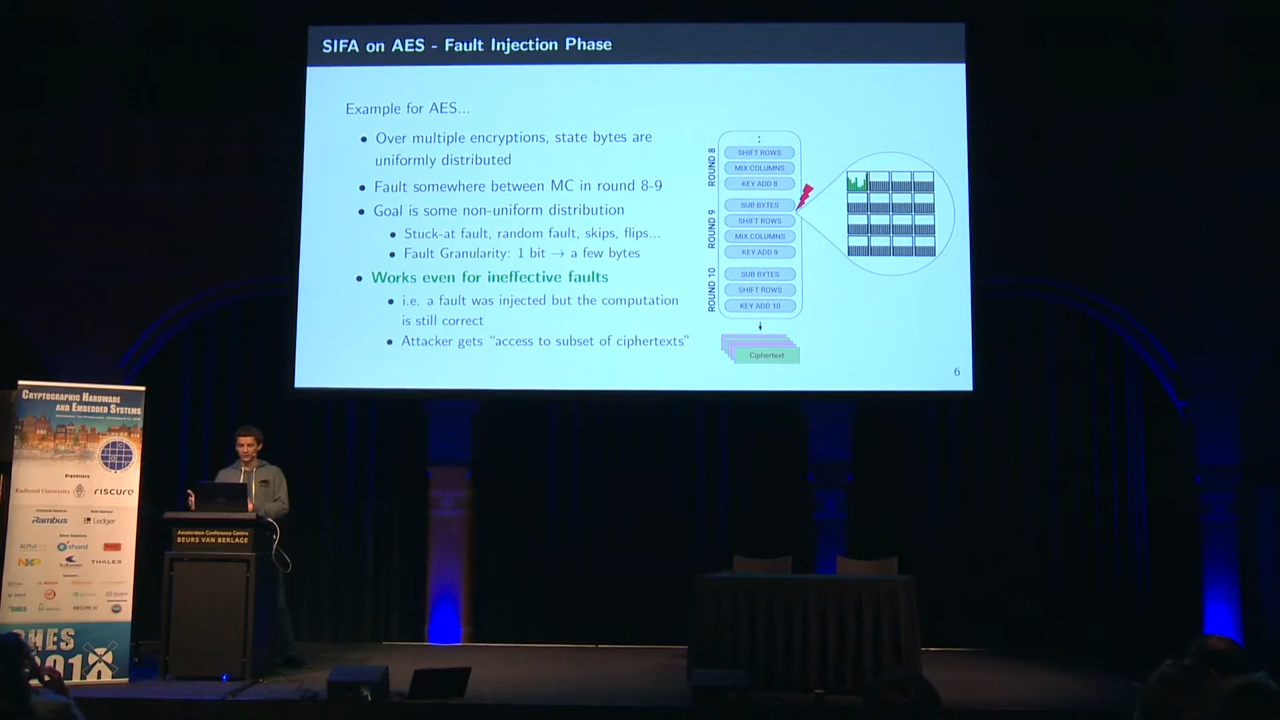 SIFA on AES - Fault Injection Phase
Example for AES...
Over multiple encryptions, state bytes are
uniformly distributed
Fault somewhere between MC in round 8-9
Goal is some non-uniform distribution
Stuck-at fault, random fault, skips, flips...
Fault Granularity: 1 bit → a few bytes
Works even for ineffective faults
i.e. a fault was injected but the computation
is still correct
Attacker gets “access to subset of ciphertexts”
ROUND 8
SHIFT ROWS
MIX COLUMNS
KEY ADD 8
ROUND 9
SUB BYTES
SHIFT ROWS
MIX COLUMNS
KEY ADD 9
ROUND 10
SUB BYTES
SHIFT ROWS
KEY ADD 10
Ciphertext
6
CRYPTOGRAPHIC HARDWARE
AND EMBEDDED SYSTEMS
Organizers
Radboud University
riscure
Rambus
Ledger
ALPHA
eshard
NXP
THALES
CHES
2018
Amsterdam Conference Centre
BEURS VAN BERLAGE